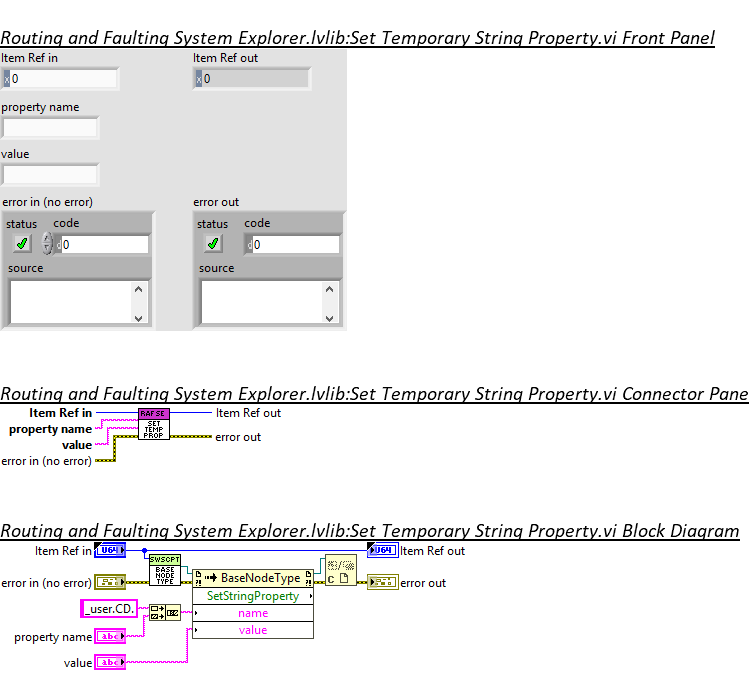 Routing and Faulting System Explorer.lvlib:Set Temporary String Property.vi Front Panel
Item Ref in
Item Ref out
x 0
x 0
property name
value
error in (no error)
error out
status code
status code
d 0
d 0
source
source
Routing and Faulting System Explorer.lvlib:Set Temporary String Property.vi Connector Pane
Item Ref in
RAF SE
Item Ref out
property name
SET
TEMP
PROP
value
error out
error in (no error)
Routing and Faulting System Explorer.lvlib:Set Temporary String Property.vi Block Diagram
Item Ref in
U64
U64
Item Ref out
SWSCPT
BASE
NODE
TYPE
error in (no error)
BaseNodeType
C
error out
SetStringProperty
_user.CD.
name
property name
abc
value
value
abc